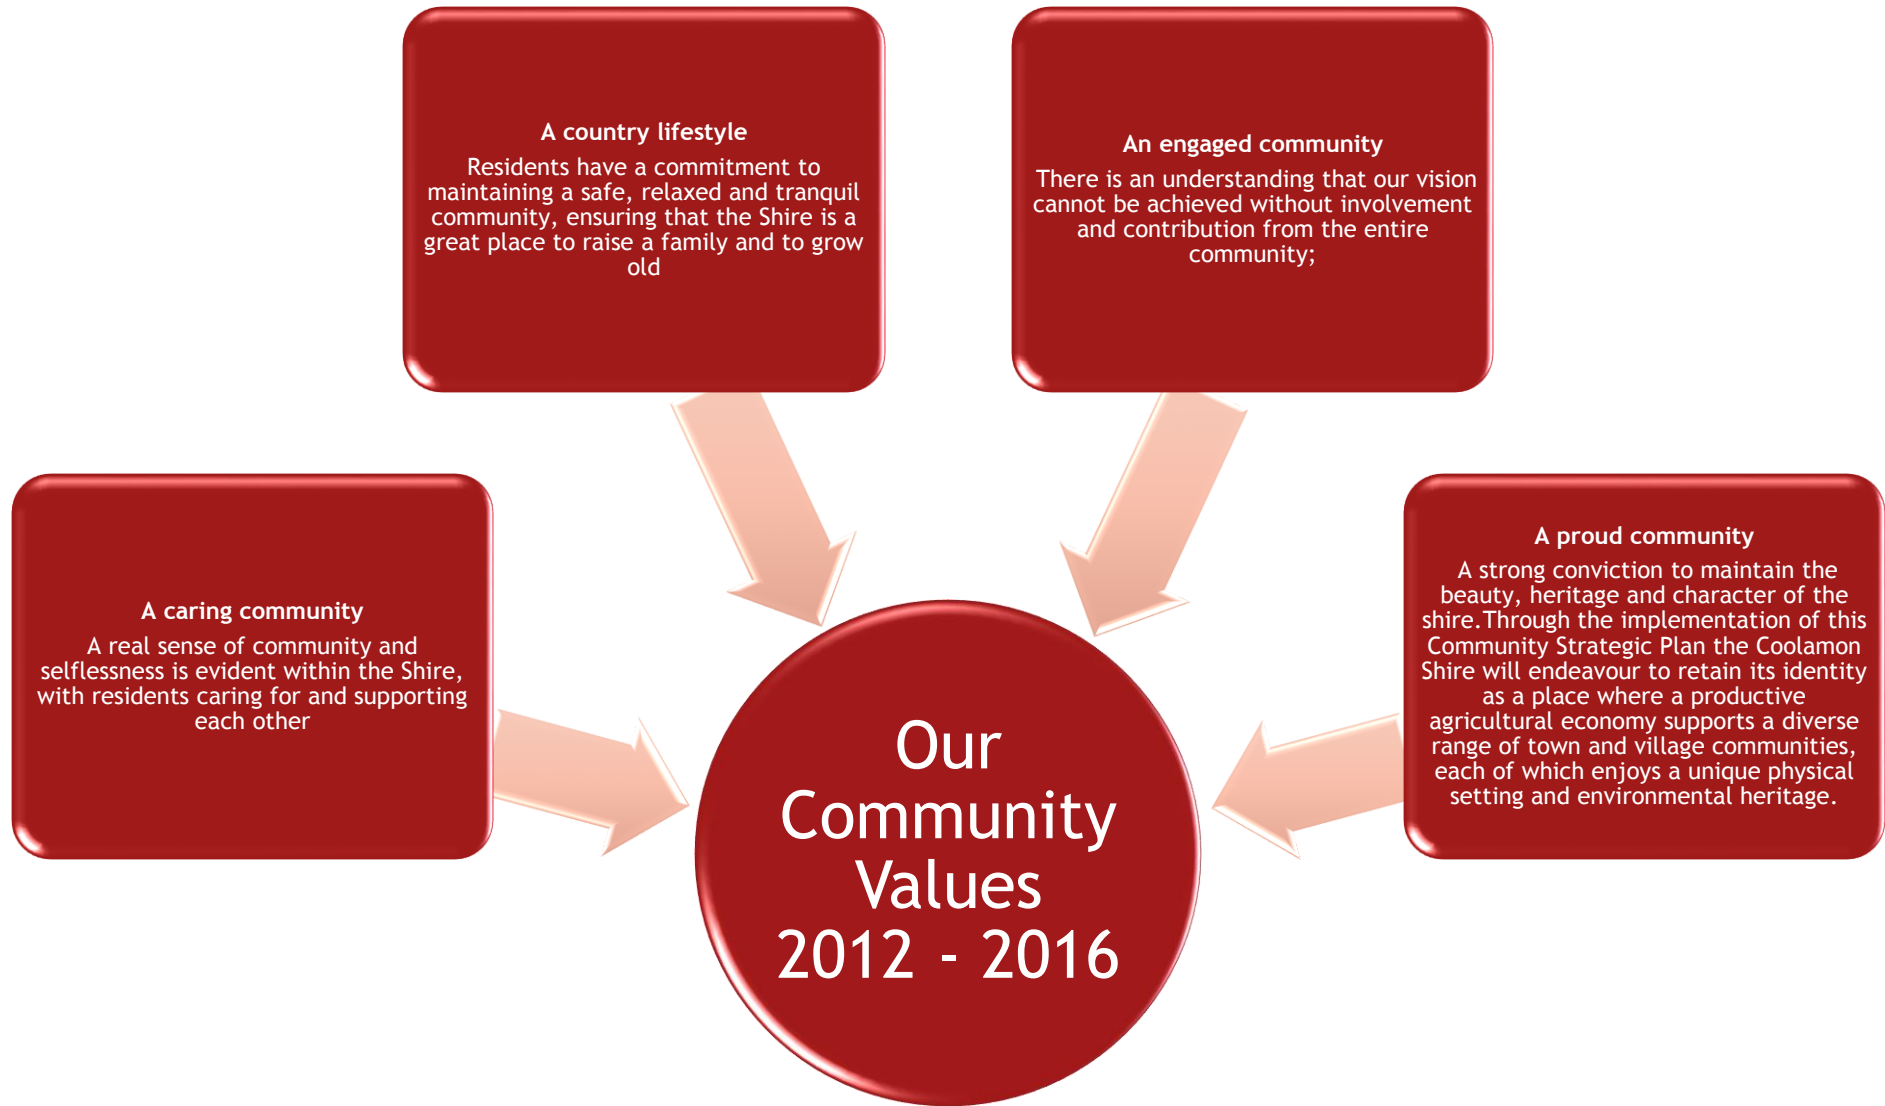 A country lifestyle
Residents have a commitment to
maintaining a safe, relaxed and tranquil
community, ensuring that the Shire is a
great place to raise a family and to grow
old
An engaged community
There is an understanding that our vision
cannot be achieved without involvement
and contribution from the entire
community;
A caring community
A real sense of community and
selflessness is evident within the Shire,
with residents caring for and supporting
each other
A proud community
A strong conviction to maintain the
beauty, heritage and character of the
shire.Through the implementation of this
Community Strategic Plan the Coolamon
Shire will endeavour to retain its identity
as a place where a productive
agricultural economy supports a diverse
range of town and village communities,
each of which enjoys a unique physical
setting and environmental heritage.
Our
Community
Values
2012 - 2016